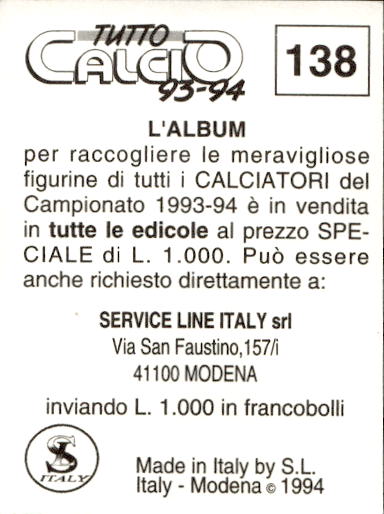 TUTTO
CALCIO
93-94
138
L'ALBUM
per raccogliere le meravigliose
figurine di tutti i CALCIATORI del
Campionato 1993-94 è in vendita
in tutte le edicole al prezzo SPE-
CIALE di L. 1.000. Può essere
anche richiesto direttamente a:
SERVICE LINE ITALY srl
Via San Faustino,157/i
41100 MODENA
inviando L. 1.000 in francobolli
SL
ITALY
Made in Italy by S.L.
Italy - Modena © 1994